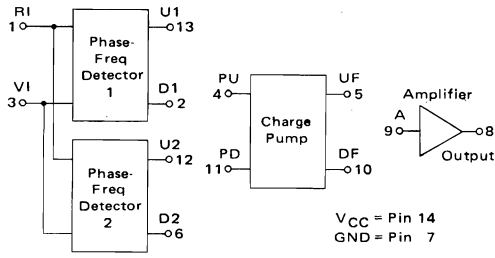 RI
1
VI
3
Phase-
Freq
Detector
1
U1
13
D1
2
Phase-
Freq
Detector
2
U2
12
D2
6
PU
4
PD
11
Charge
Pump
UF
5
DF
10
Amplifier
A
9
8
Output
VCC = Pin 14
GND = Pin 7